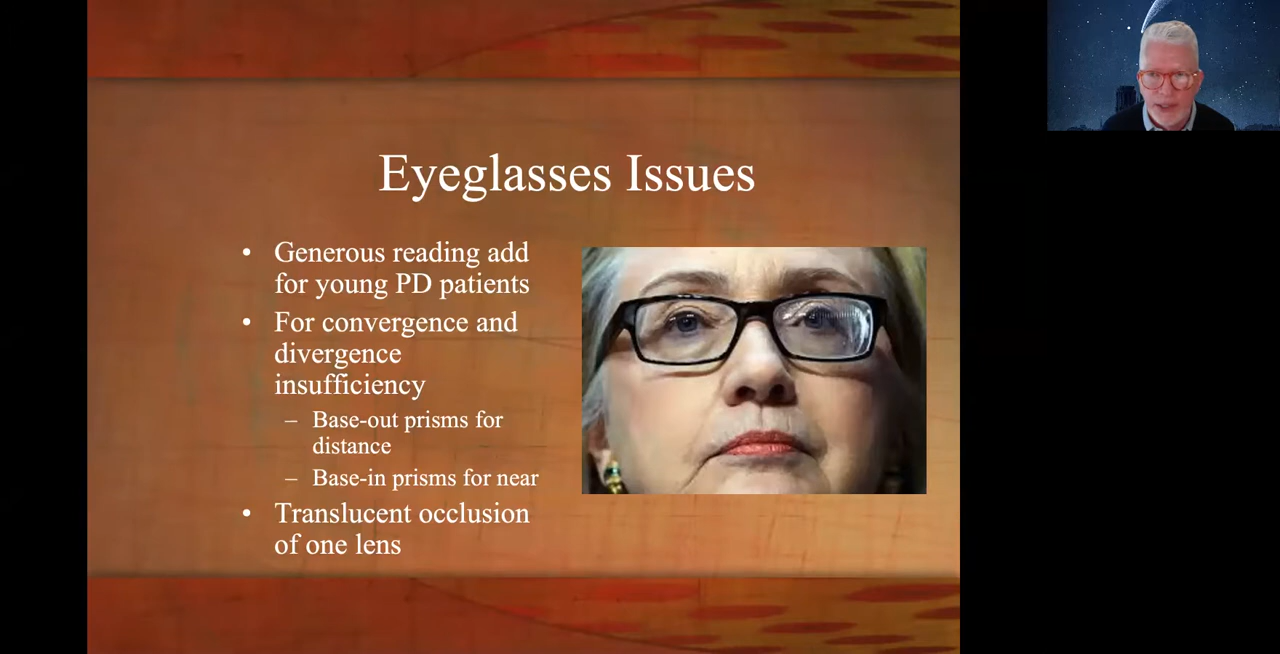 Eyeglasses Issues
• Generous reading add
for young PD patients
• For convergence and
divergence
insufficiency
– Base-out prisms for
distance
– Base-in prisms for near
• Translucent occlusion
of one lens